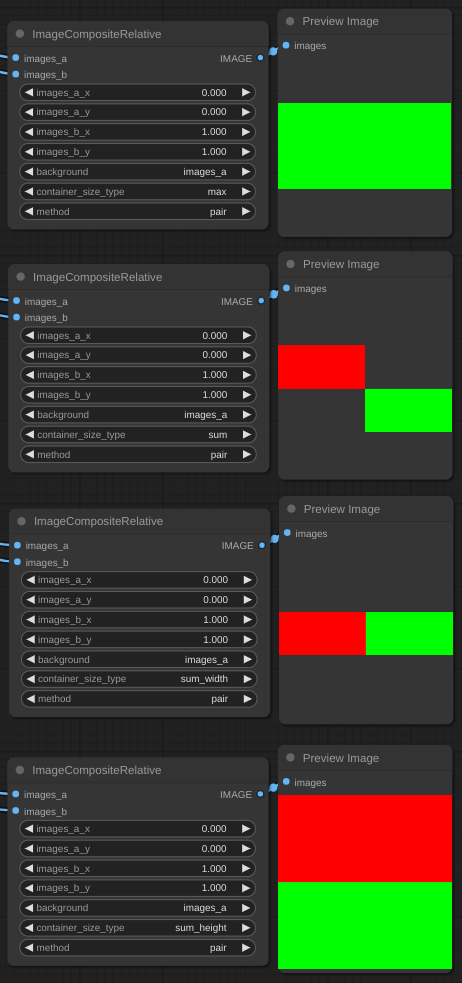 ImageCompositeRelative
Preview Image
images_a IMAGE
images
images_b
images_a_x 0.000
images_a_y 0.000
images_b_x 1.000
images_b_y 1.000
background images_a
container_size_type max
method pair
ImageCompositeRelative
Preview Image
images_a IMAGE
images
images_b
images_a_x 0.000
images_a_y 0.000
images_b_x 1.000
images_b_y 1.000
background images_a
container_size_type sum
method pair
ImageCompositeRelative
Preview Image
images_a IMAGE
images
images_b
images_a_x 0.000
images_a_y 0.000
images_b_x 1.000
images_b_y 1.000
background images_a
container_size_type sum_width
method pair
ImageCompositeRelative
Preview Image
images_a IMAGE
images
images_b
images_a_x 0.000
images_a_y 0.000
images_b_x 1.000
images_b_y 1.000
background images_a
container_size_type sum_height
method pair